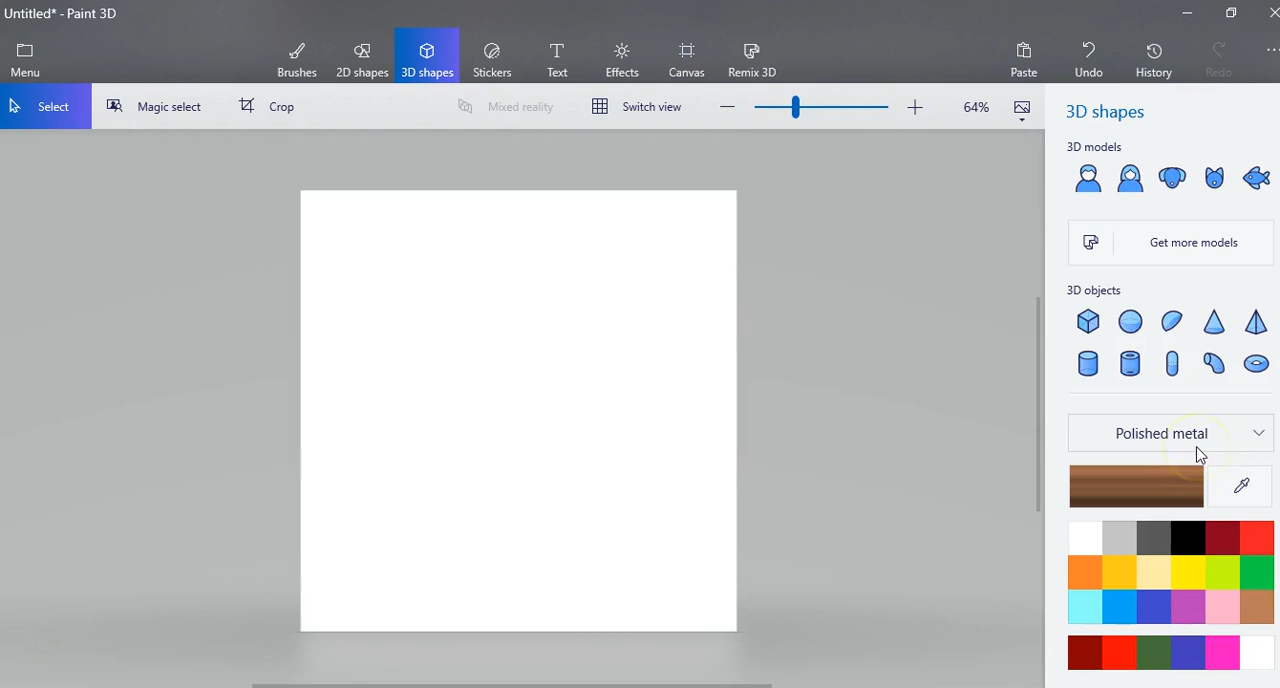 Untitled* - Paint 3D
Menu
Brushes
2D shapes
3D shapes
Stickers
Text
Effects
Canvas
Remix 3D
Paste
Undo
History
Redo
Select
Magic select
Crop
Mixed reality
Switch view
64%
3D shapes
3D models
Get more models
3D objects
Polished metal